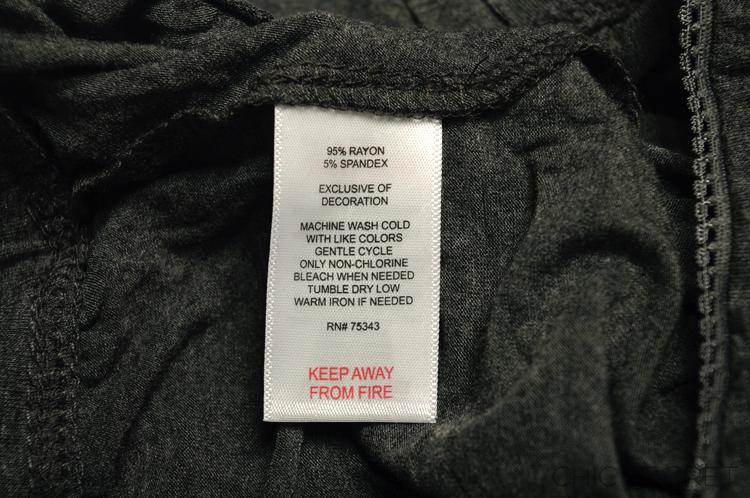 95% RAYON
5% SPANDEX
EXCLUSIVE OF
DECORATION
MACHINE WASH COLD
WITH LIKE COLORS
GENTLE CYCLE
ONLY NON-CHLORINE
BLEACH WHEN NEEDED
TUMBLE DRY LOW
WARM IRON IF NEEDED
RN# 75343
KEEP AWAY
FROM FIRE